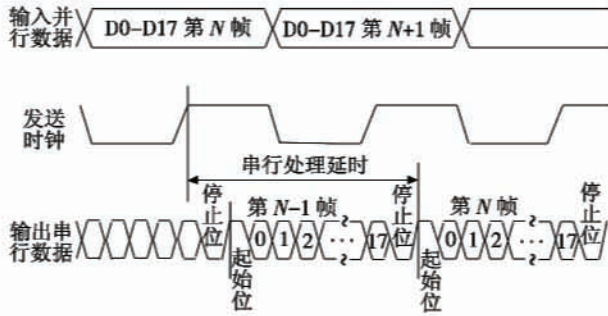 输入并
行数据
D0–D17 第 N 帧
D0–D17 第 N+1 帧
发送
时钟
串行处理延时
输出串
行数据
停止位
起始位
第 N–1 帧
0 1 2 ⋯ 17
停止位
起始位
第 N 帧
0 1 2 ⋯ 17
停止位